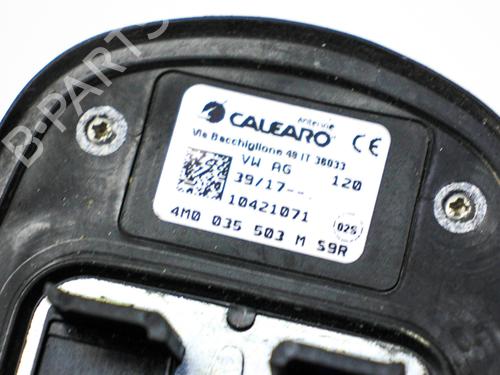 B-PARTS
antenne
CALEARO CE
Via Bacchiglione 49 IT 36033
VW AG 120
39/17--
10421071
025
4M0 035 503 M S9R